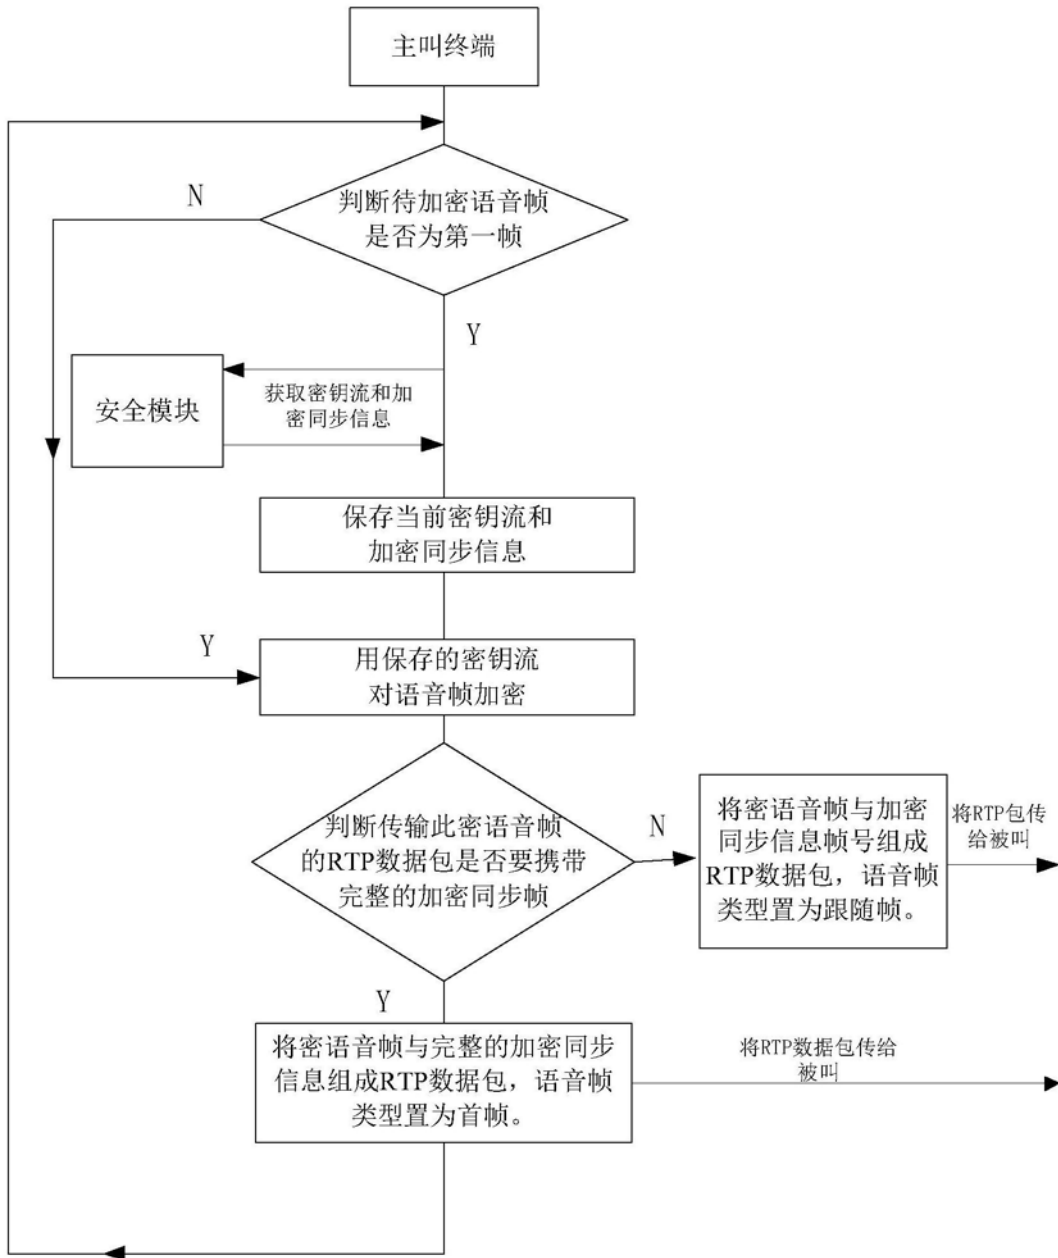 主叫终端
判断待加密语音帧
是否为第一帧
N
Y
安全模块
获取密钥流和加
密同步信息
保存当前密钥流和
加密同步信息
Y
用保存的密钥流
对语音帧加密
判断传输此密语音帧
的RTP数据包是否要携带
完整的加密同步帧
N
将密语音帧与加密
同步信息帧号组成
RTP数据包，语音帧
类型置为跟随帧。
将RTP包传
给被叫
Y
将密语音帧与完整的加密同步
信息组成RTP数据包，语音帧
类型置为首帧。
将RTP数据包传给
被叫